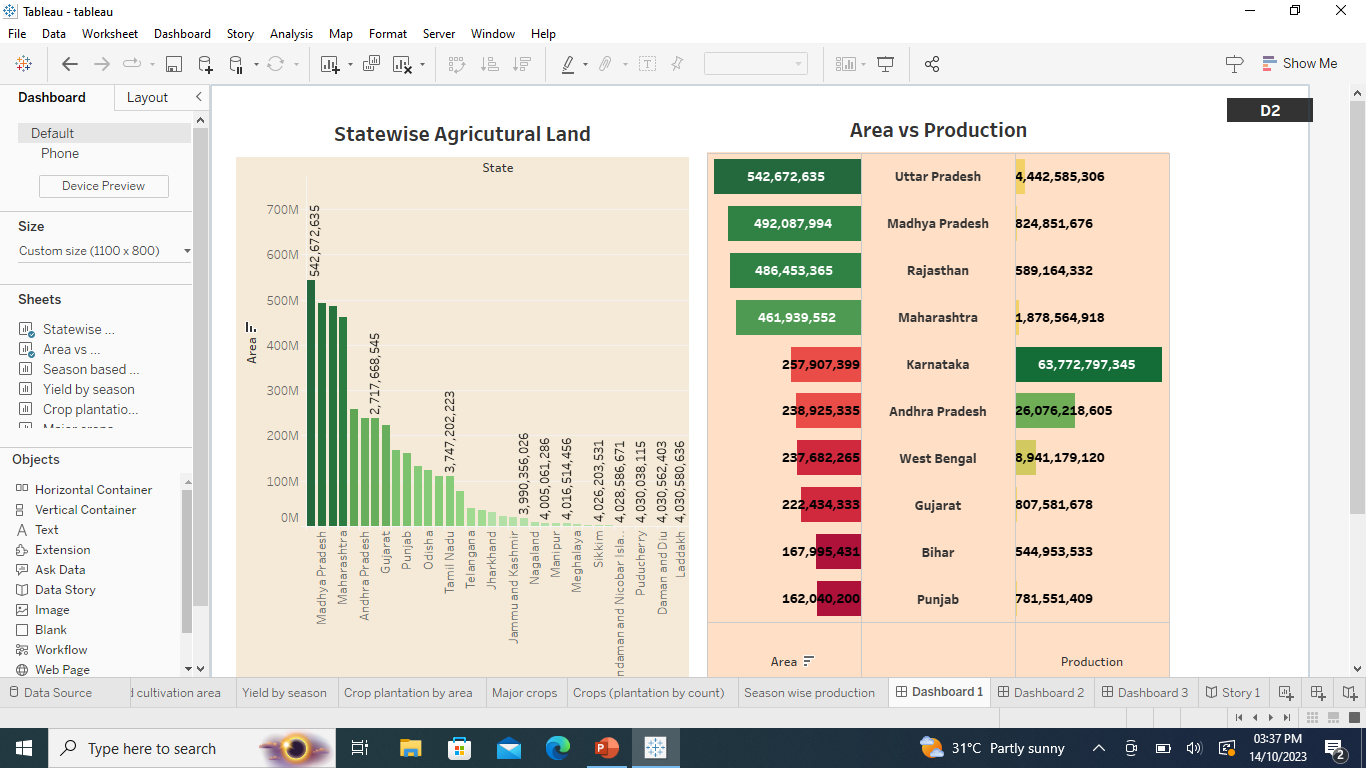 Tableau - tableau
File Data Worksheet Dashboard Story Analysis Map Format Server Window Help
Show Me
Dashboard Layout
Default
Phone
Device Preview
Size
Custom size (1100 x 800)
Sheets
Statewise ...
Area vs ...
Season based ...
Yield by season
Crop plantatio...
Major crops
Objects
Horizontal Container
Vertical Container
Text
Extension
Ask Data
Data Story
Image
Blank
Workflow
Web Page
Statewise Agricutural Land
State
Area
700M
600M
500M
400M
300M
200M
100M
0M
542,672,635
2,717,668,545
3,747,202,223
3,990,356,026
4,005,061,286
4,016,514,456
4,026,203,531
4,028,586,671
4,030,038,115
4,030,562,403
4,030,580,636
Madhya Pradesh
Maharashtra
Andhra Pradesh
Gujarat
Punjab
Odisha
Tamil Nadu
Telangana
Jharkhand
Jammu and Kashmir
Nagaland
Manipur
Meghalaya
Sikkim
ndaman and Nicobar Isla..
Puducherry
Daman and Diu
Laddakh
D2
Area vs Production
542,672,635 Uttar Pradesh 4,442,585,306
492,087,994 Madhya Pradesh 824,851,676
486,453,365 Rajasthan 589,164,332
461,939,552 Maharashtra 1,878,564,918
257,907,399 Karnataka 63,772,797,345
238,925,335 Andhra Pradesh 26,076,218,605
237,682,265 West Bengal 8,941,179,120
222,434,333 Gujarat 807,581,678
167,995,431 Bihar 544,953,533
162,040,200 Punjab 781,551,409
Area Production
Data Source d cultivation area Yield by season Crop plantation by area Major crops Crops (plantation by count) Season wise production Dashboard 1 Dashboard 2 Dashboard 3 Story 1
Type here to search
31°C Partly sunny
03:37 PM
14/10/2023
2